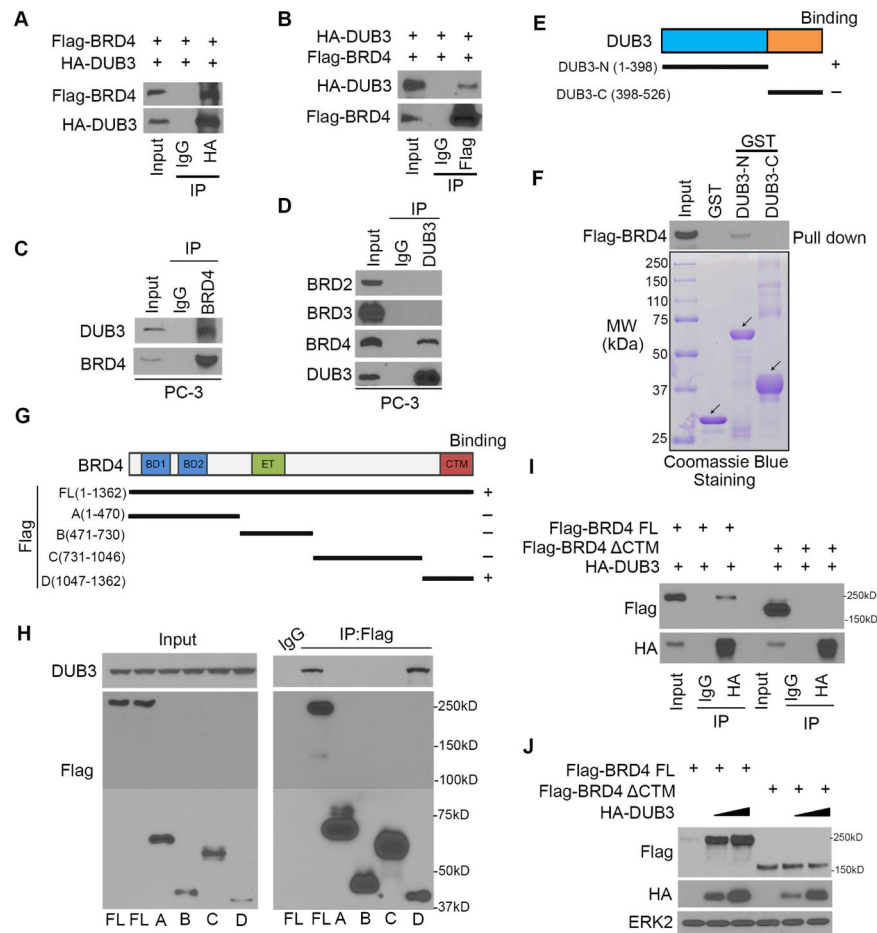 A
Flag-BRD4 + + +
HA-DUB3 + + +
Flag-BRD4
HA-DUB3
Input IgG HA
IP
B
HA-DUB3 + + +
Flag-BRD4 + + +
HA-DUB3
Flag-BRD4
Input IgG Flag
IP
C
IP
Input IgG BRD4
DUB3
BRD4
PC-3
D
IP
Input IgG DUB3
BRD2
BRD3
BRD4
DUB3
PC-3
E
Binding
DUB3
DUB3-N (1-398) +
DUB3-C (398-526) −
F
GST
Input GST DUB3-N DUB3-C
Flag-BRD4 Pull down
250
150
110
75
MW
(kDa)
50
37
25
Coomassie Blue
Staining
G
Binding
BRD4 BD1 BD2 ET CTM
Flag
FL(1-1362) +
A(1-470) −
B(471-730) −
C(731-1046) −
D(1047-1362) +
H
Input
IgG IP:Flag
DUB3
Flag
-250kD
-150kD
-100kD
-75kD
-50kD
-37kD
FL FL A B C D FL FL A B C D
I
Flag-BRD4 FL + + +
Flag-BRD4 ΔCTM + + +
HA-DUB3 + + + + + +
Flag -250kD
-150kD
HA
Input IgG HA Input IgG HA
IP IP
J
Flag-BRD4 FL + + +
Flag-BRD4 ΔCTM + + +
HA-DUB3
Flag -250kD
-150kD
HA
ERK2